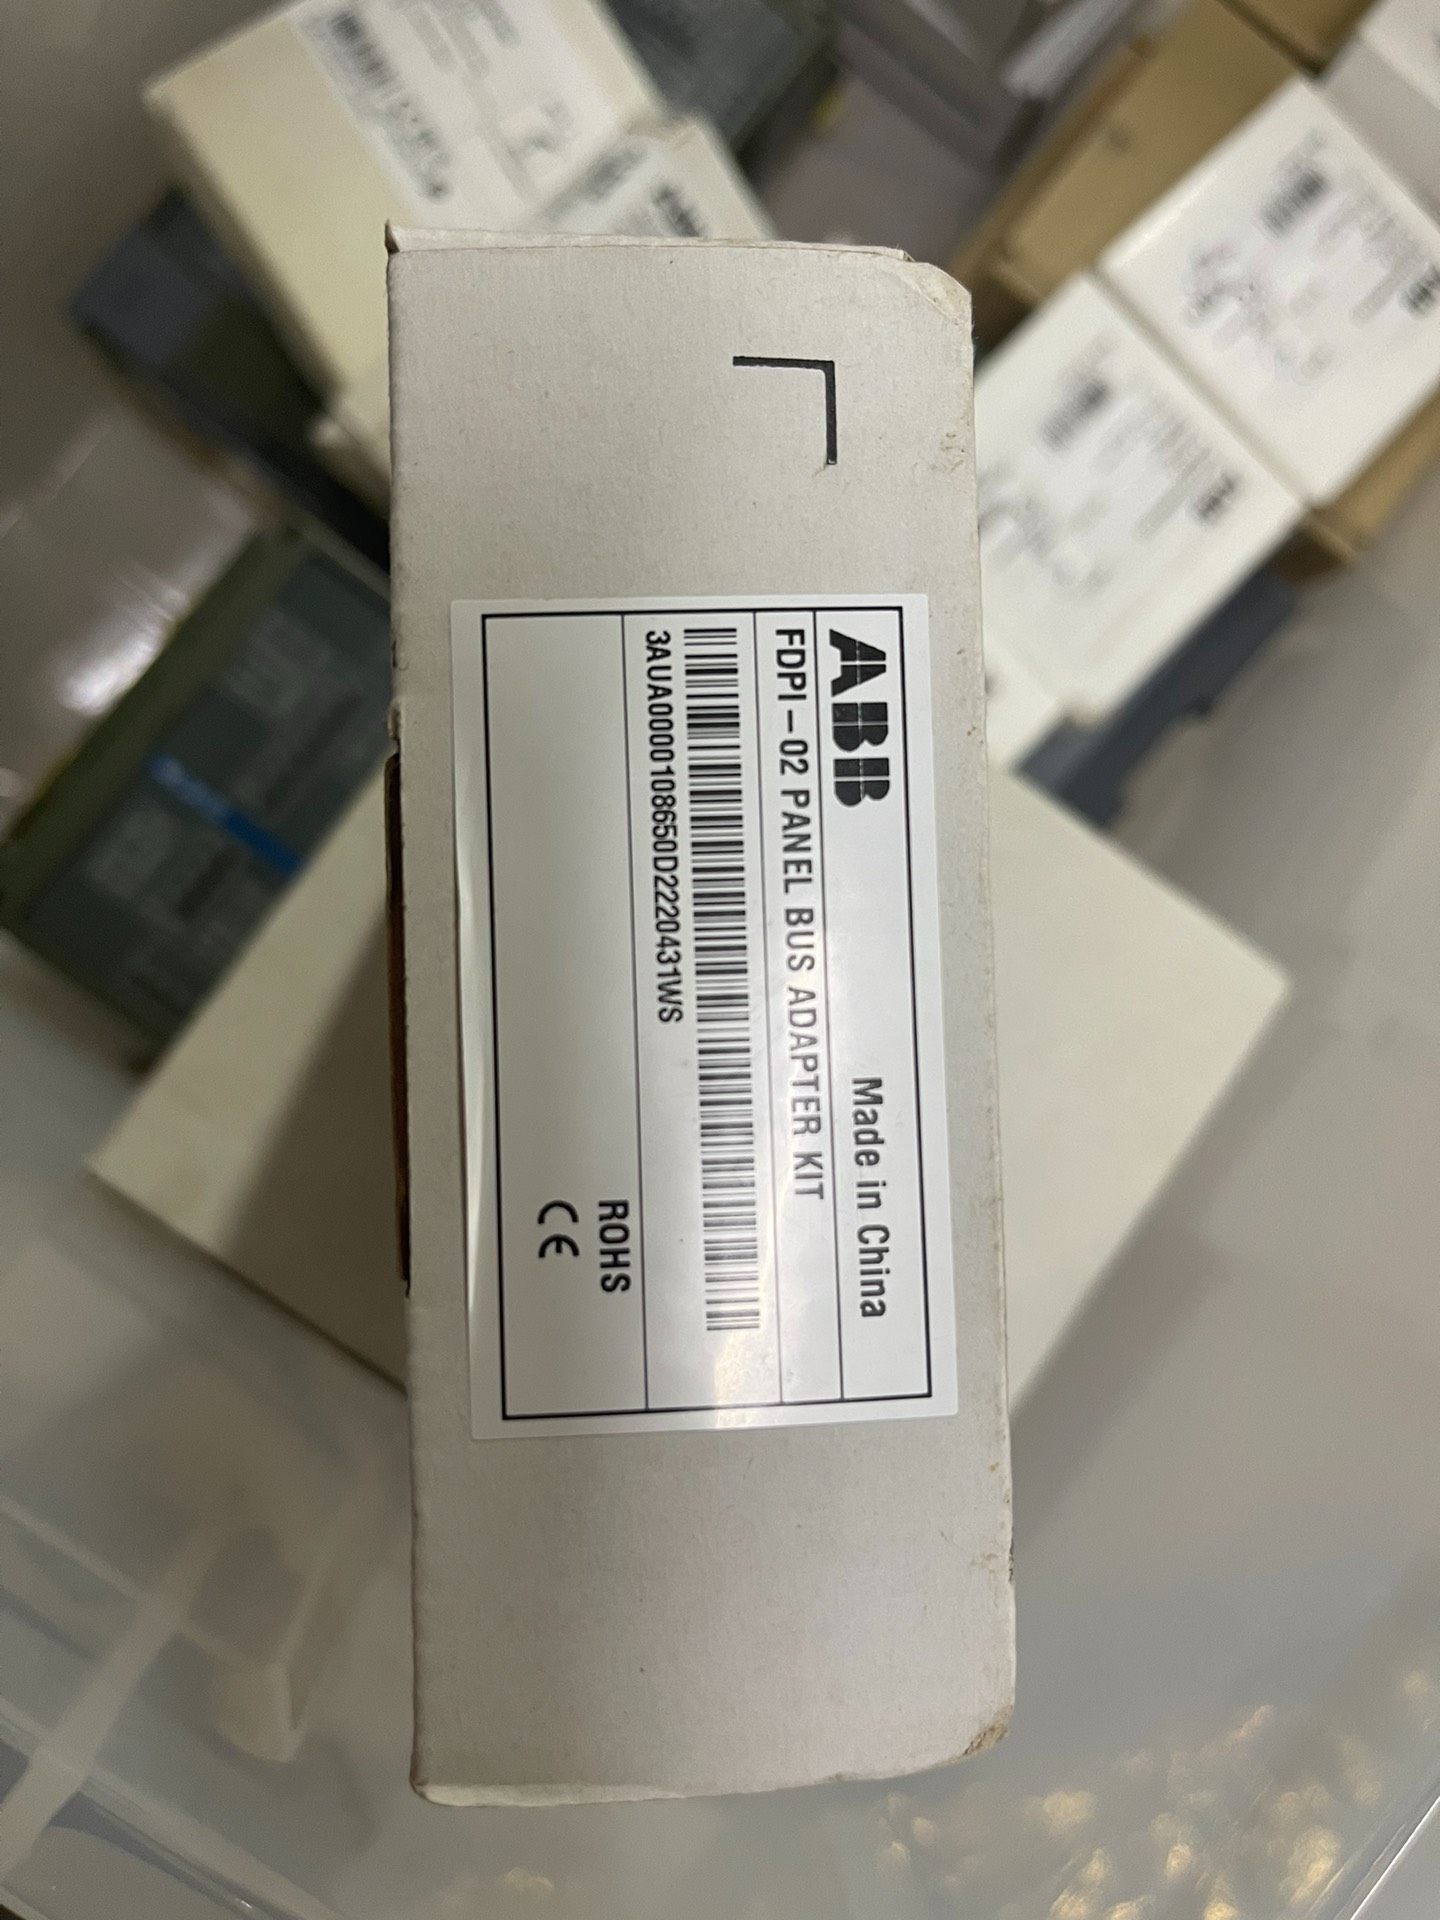 ABB
Made in China
FDPI-02 PANEL BUS ADAPTER KIT
3AUA0000108650D2220431WS
ROHS
CE